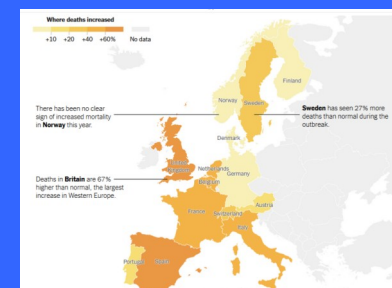 Where deaths increased
+10 +20 +40 +60% No data
Finland
Norway Sweden
There has been no clear
sign of increased mortality
in Norway this year.
Sweden has seen 27% more
deaths than normal during the
outbreak.
Denmark
Netherlands
Deaths in Britain are 67%
higher than normal, the largest
increase in Western Europe.
Belgium
Germany
Austria
France Switzerland
Italy
Portugal Spain